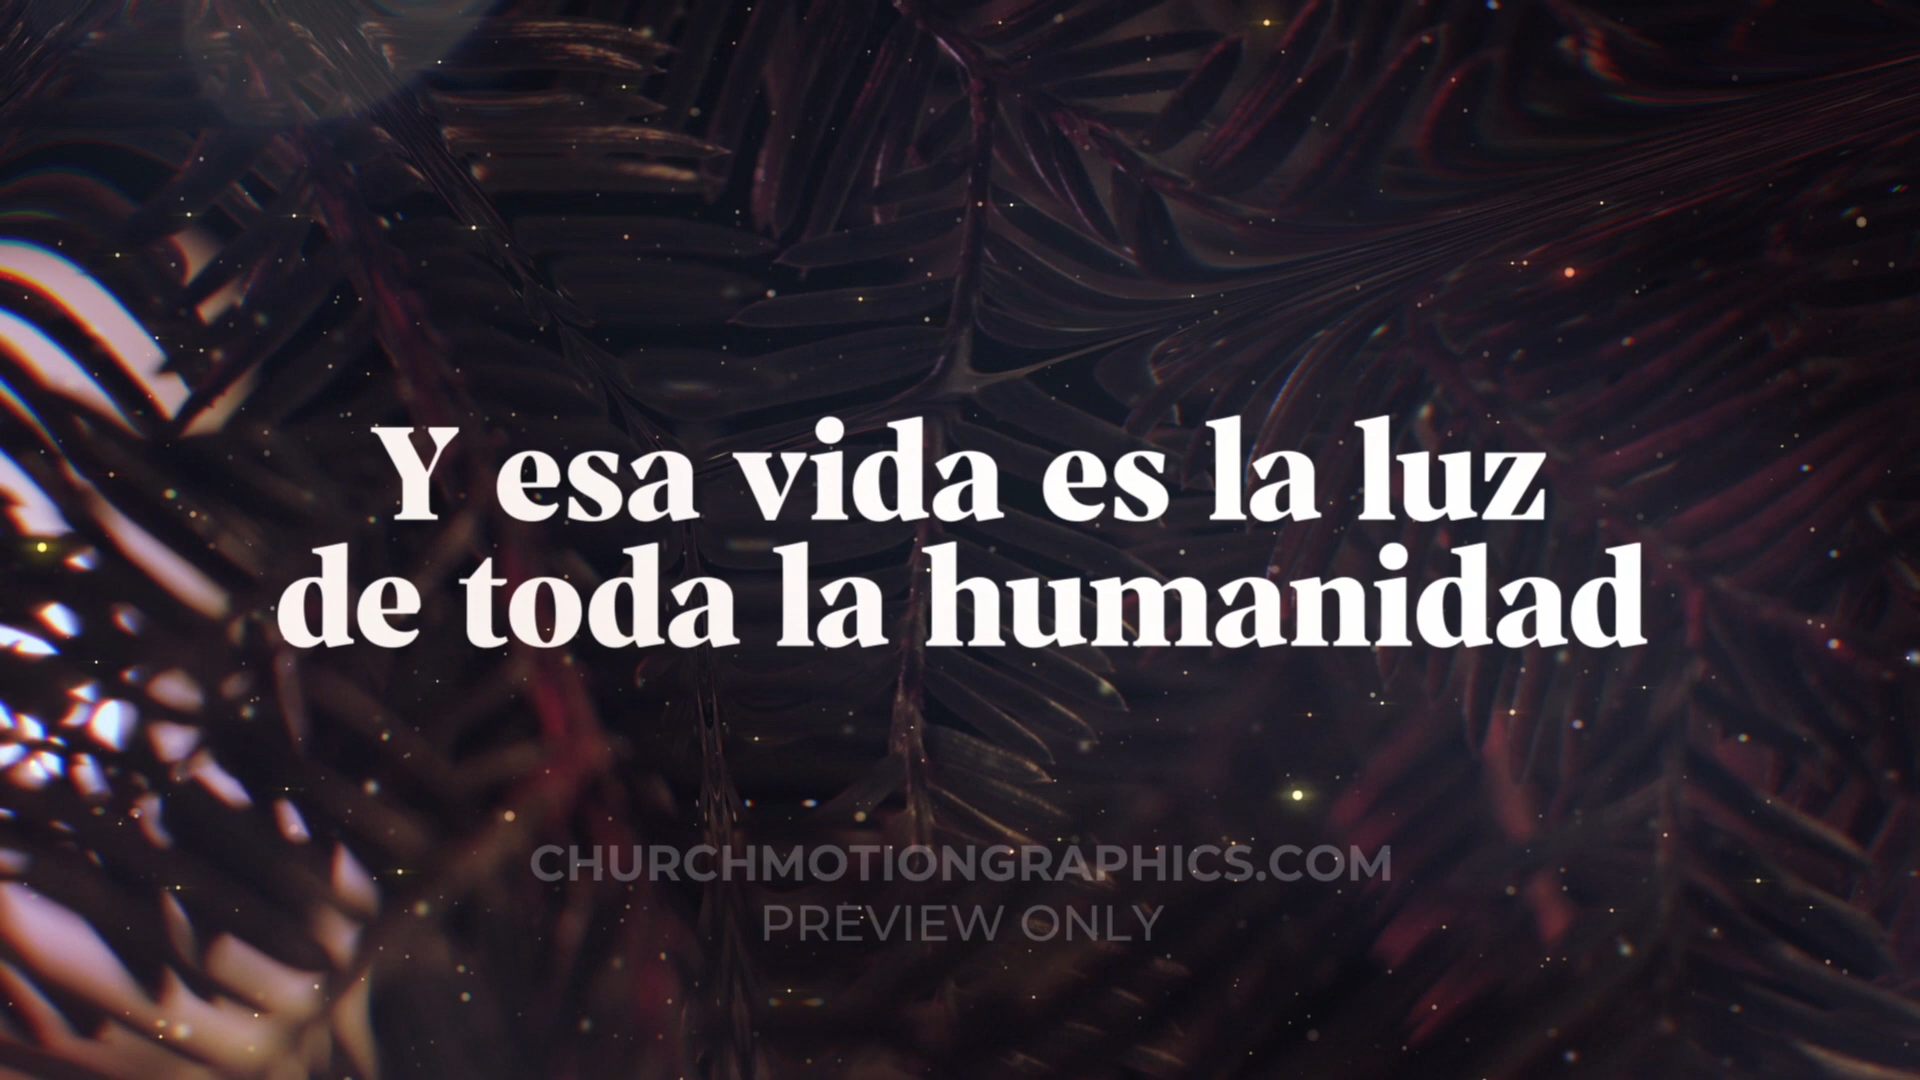 Y esa vida es la luz
de toda la humanidad
CHURCHMOTIONGRAPHICS.COM
PREVIEW ONLY